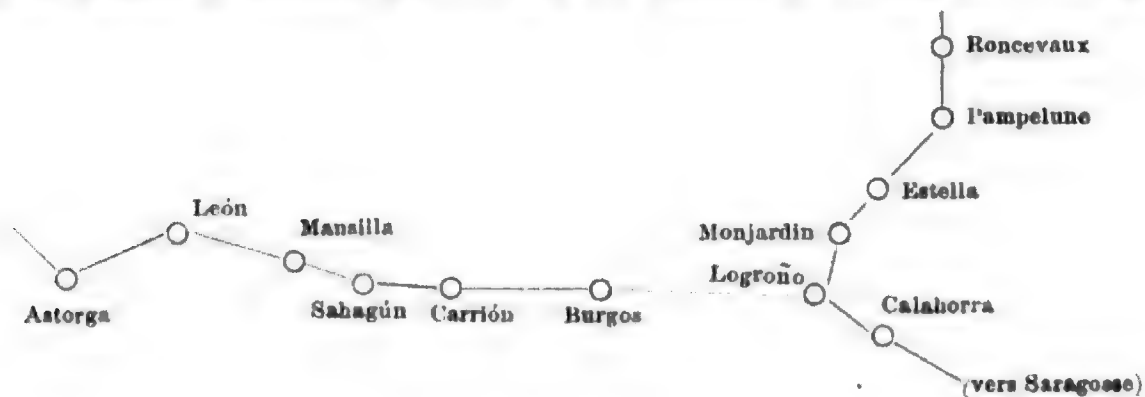 Roncevaux
Pampelune
Estella
León
Mansilla
Monjardin
Logroño
Calahorra
Astorga
Sahagún
Carrión
Burgos
(vers Saragosse)